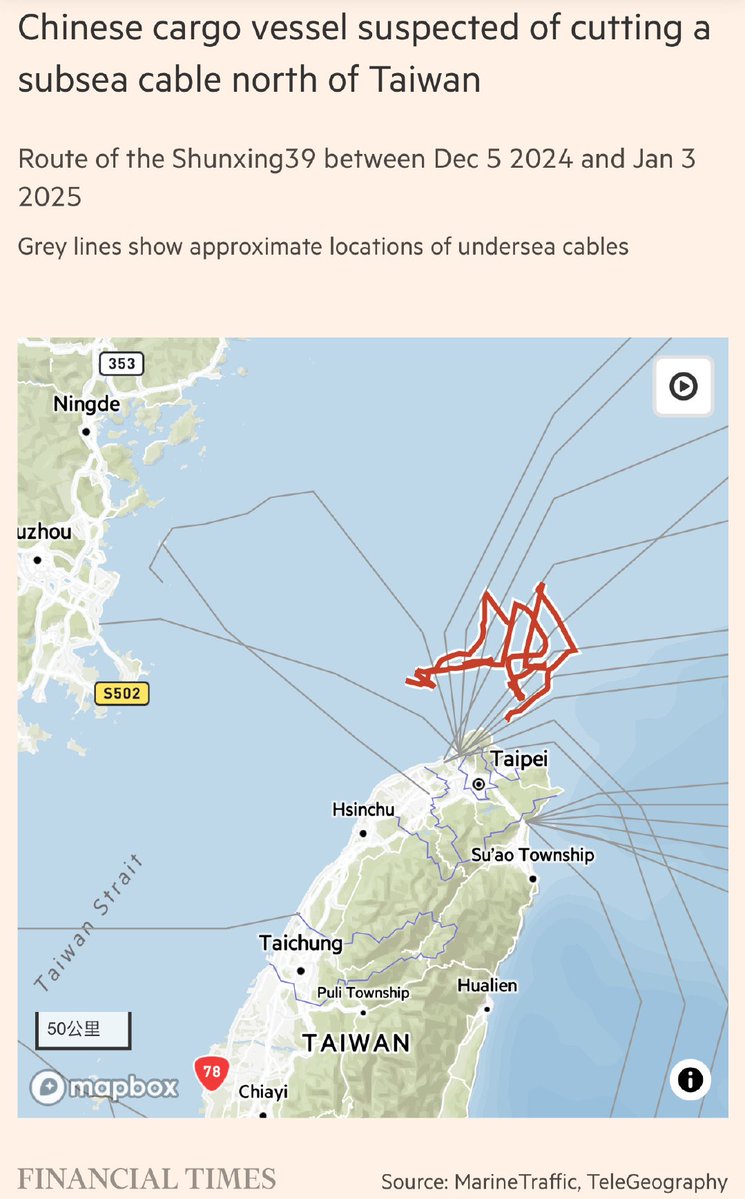 Chinese cargo vessel suspected of cutting a
subsea cable north of Taiwan
Route of the Shunxing39 between Dec 5 2024 and Jan 3
2025
Grey lines show approximate locations of undersea cables
353
Ningde
uzhou
S502
Taipei
Hsinchu
Su'ao Township
Taiwan Strait
Taichung
Puli Township
Hualien
50公里
TAIWAN
78
mapbox
Chiayi
FINANCIAL TIMES
Source: MarineTraffic, TeleGeography